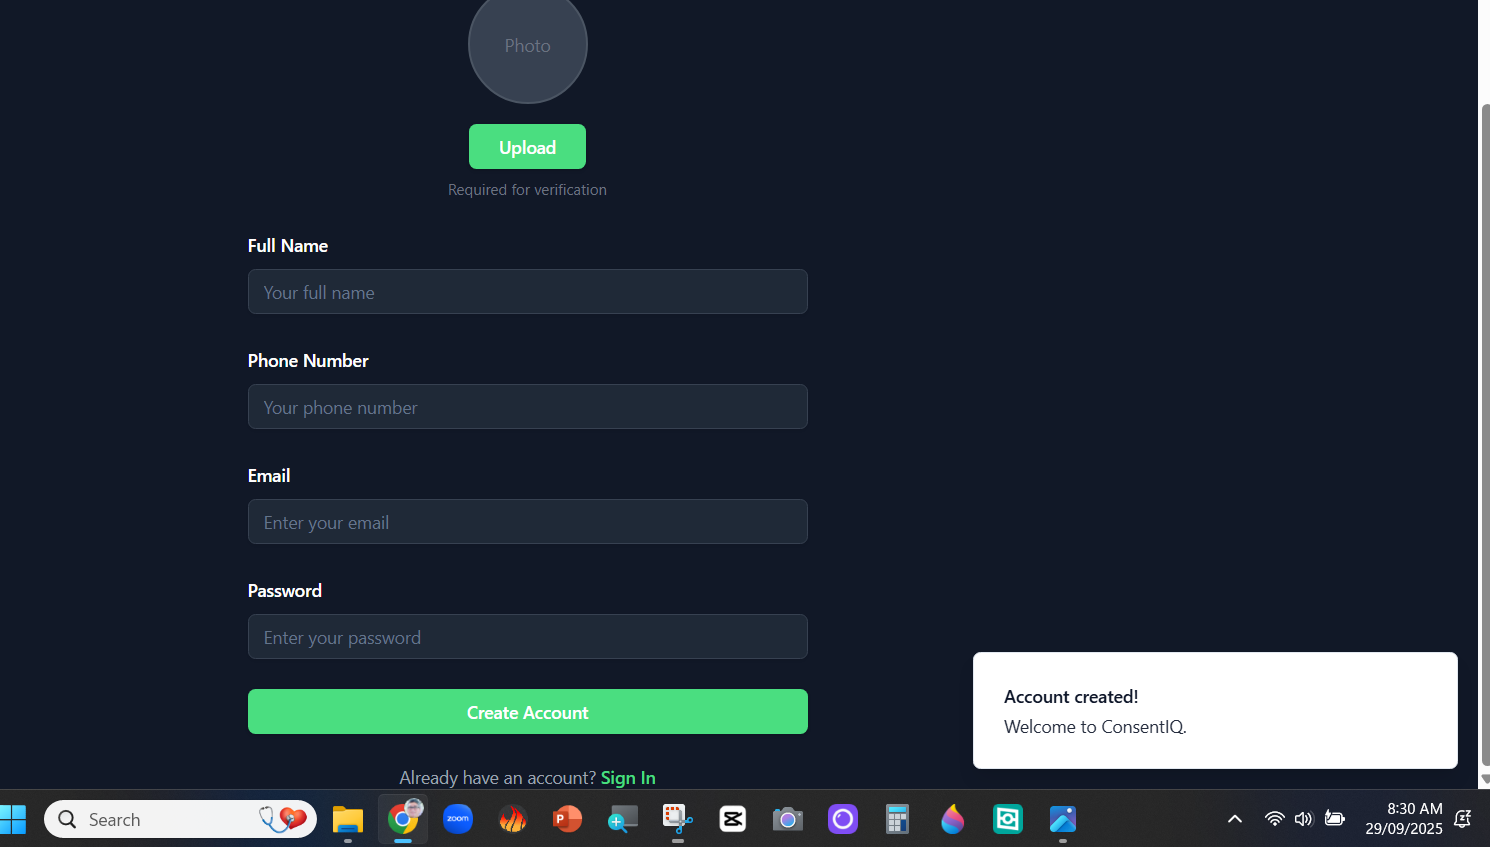 Photo
Upload
Required for verification
Full Name
Your full name
Phone Number
Your phone number
Email
Enter your email
Password
Enter your password
Create Account
Already have an account? Sign In
Account created!
Welcome to ConsentIQ.
Search
zoom
P
8:30 AM
29/09/2025